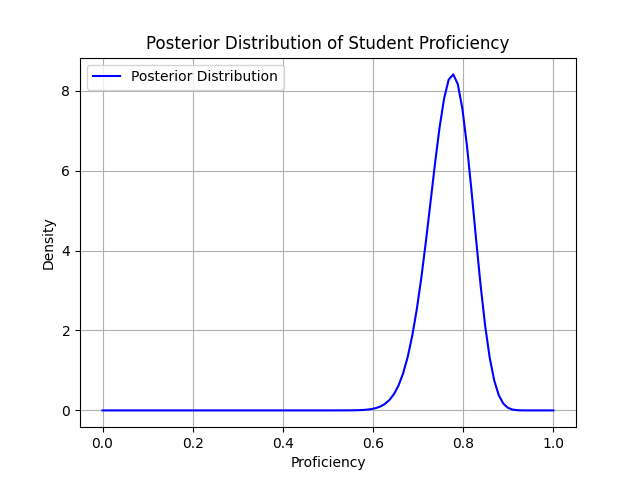 Posterior Distribution of Student Proficiency
Posterior Distribution
8
6
4
2
0
Density
0.0 0.2 0.4 0.6 0.8 1.0
Proficiency